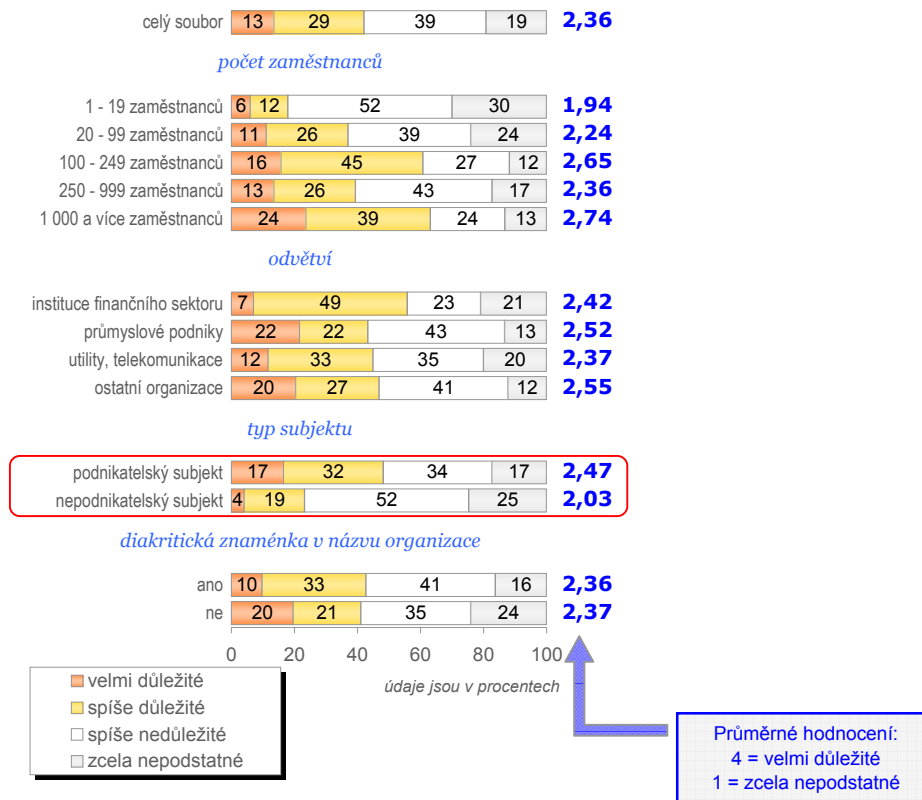 celý soubor 13 29 39 19 2,36
počet zaměstnanců
1 - 19 zaměstnanců 6 12 52 30 1,94
20 - 99 zaměstnanců 11 26 39 24 2,24
100 - 249 zaměstnanců 16 45 27 12 2,65
250 - 999 zaměstnanců 13 26 43 17 2,36
1 000 a více zaměstnanců 24 39 24 13 2,74
odvětví
instituce finančního sektoru 7 49 23 21 2,42
průmyslové podniky 22 22 43 13 2,52
utility, telekomunikace 12 33 35 20 2,37
ostatní organizace 20 27 41 12 2,55
typ subjektu
podnikatelský subjekt 17 32 34 17 2,47
nepodnikatelský subjekt 4 19 52 25 2,03
diakritická znaménka v názvu organizace
ano 10 33 41 16 2,36
ne 20 21 35 24 2,37
0 20 40 60 80 100
údaje jsou v procentech
velmi důležité
spíše důležité
spíše nedůležité
zcela nepodstatné
Průměrné hodnocení:
4 = velmi důležité
1 = zcela nepodstatné